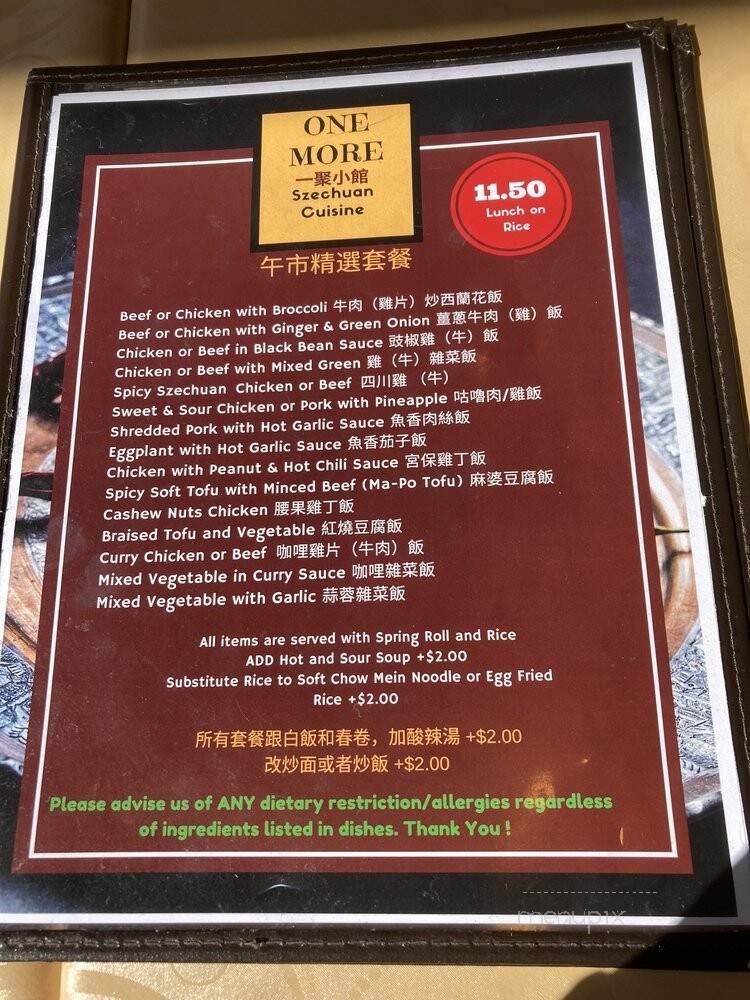 ONE
MORE
一聚小館
Szechuan
Cuisine
11.50
Lunch on
Rice
午市精選套餐
Beef or Chicken with Broccoli 牛肉（雞片）炒西蘭花飯
Beef or Chicken with Ginger & Green Onion 薑蔥牛肉（雞）飯
Chicken or Beef in Black Bean Sauce 豉椒雞（牛）飯
Chicken or Beef with Mixed Green 雞（牛）雜菜飯
Spicy Szechuan Chicken or Beef 四川雞 （牛）
Sweet & Sour Chicken or Pork with Pineapple 咕嚕肉/雞飯
Shredded Pork with Hot Garlic Sauce 魚香肉絲飯
Eggplant with Hot Garlic Sauce 魚香茄子飯
Chicken with Peanut & Hot Chili Sauce 宮保雞丁飯
Spicy Soft Tofu with Minced Beef (Ma-Po Tofu) 麻婆豆腐飯
Cashew Nuts Chicken 腰果雞丁飯
Braised Tofu and Vegetable 紅燒豆腐飯
Curry Chicken or Beef 咖哩雞片（牛肉）飯
Mixed Vegetable in Curry Sauce 咖哩雜菜飯
Mixed Vegetable with Garlic 蒜蓉雜菜飯
All items are served with Spring Roll and Rice
ADD Hot and Sour Soup +$2.00
Substitute Rice to Soft Chow Mein Noodle or Egg Fried
Rice +$2.00
所有套餐跟白飯和春卷，加酸辣湯 +$2.00
改炒面或者炒飯 +$2.00
Please advise us of ANY dietary restriction/allergies regardless
of ingredients listed in dishes. Thank You !
menupix